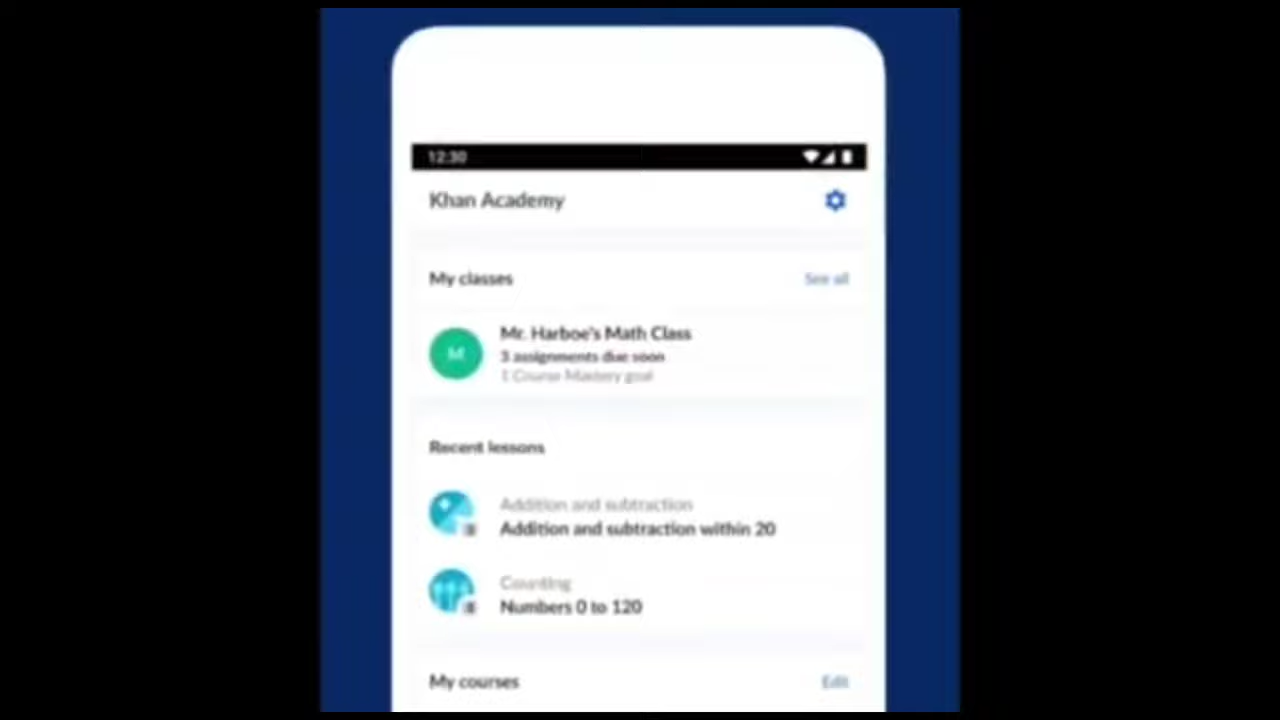 12:30
Khan Academy
My classes
See all
M
Mr. Harboe's Math Class
3 assignments due soon
1 Course Mastery goal
Recent lessons
Addition and subtraction
Addition and subtraction within 20
Counting
Numbers 0 to 120
My courses
Edit